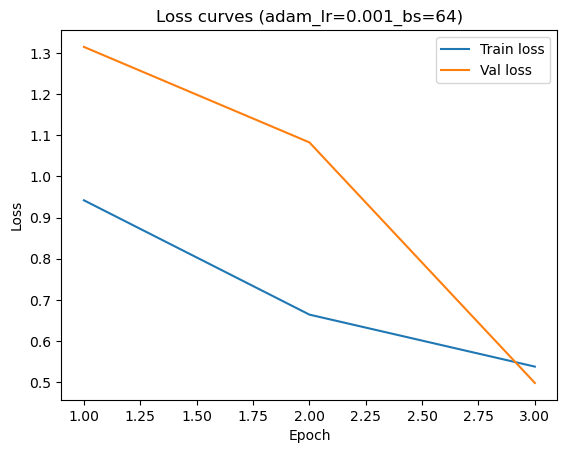 Loss curves (adam_lr=0.001_bs=64)
Train loss
Val loss
1.3
1.2
1.1
1.0
0.9
0.8
0.7
0.6
0.5
Loss
1.00 1.25 1.50 1.75 2.00 2.25 2.50 2.75 3.00
Epoch